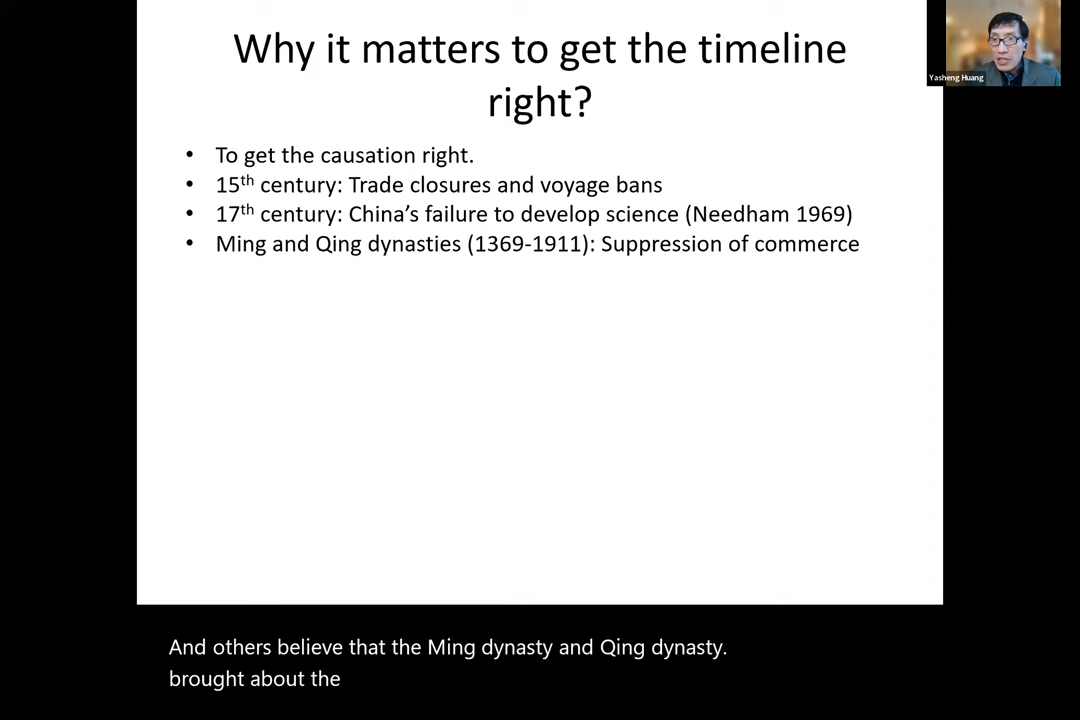 Why it matters to get the timeline
right?
Yasheng Huang
• To get the causation right.
• 15th century: Trade closures and voyage bans
• 17th century: China’s failure to develop science (Needham 1969)
• Ming and Qing dynasties (1369-1911): Suppression of commerce
And others believe that the Ming dynasty and Qing dynasty.
brought about the